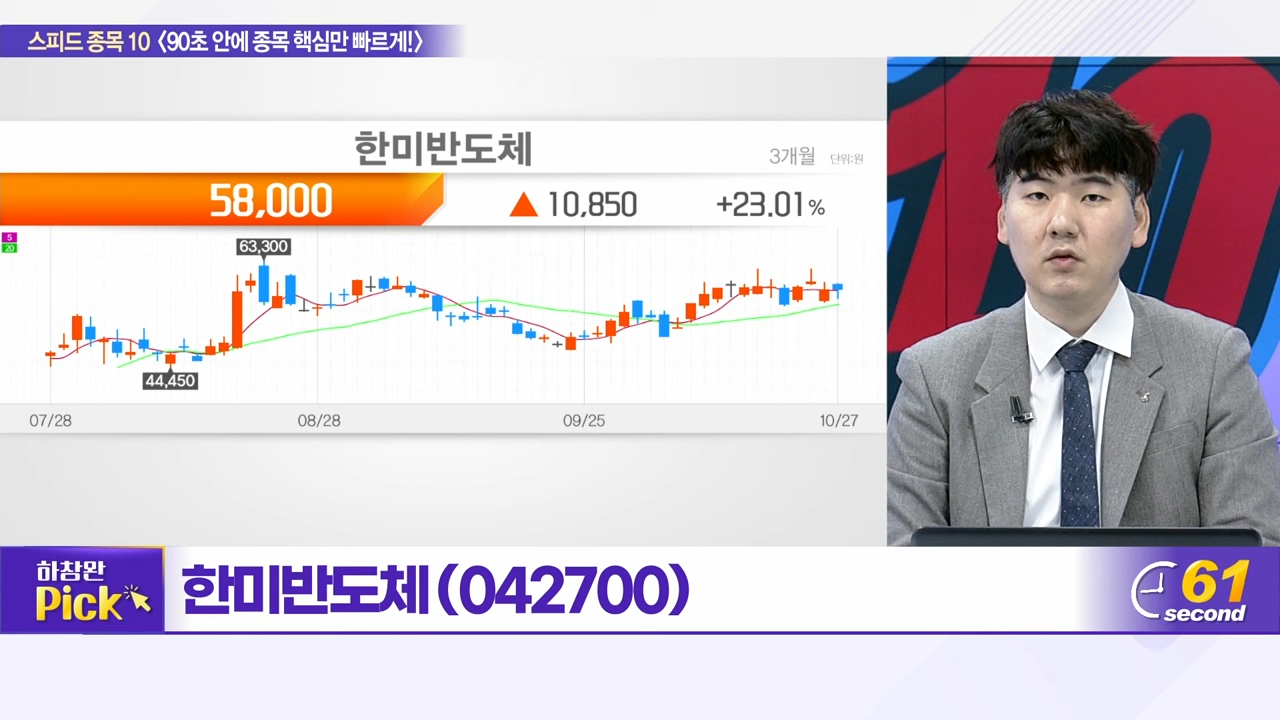 스피드 종목 10 〈90초 안에 종목 핵심만 빠르게!〉
한미반도체
3개월 단위:원
58,000 ▲ 10,850 +23.01%
5
20
63,300
44,450
07/28 08/28 09/25 10/27
하창완
Pick
한미반도체(042700)
61
second